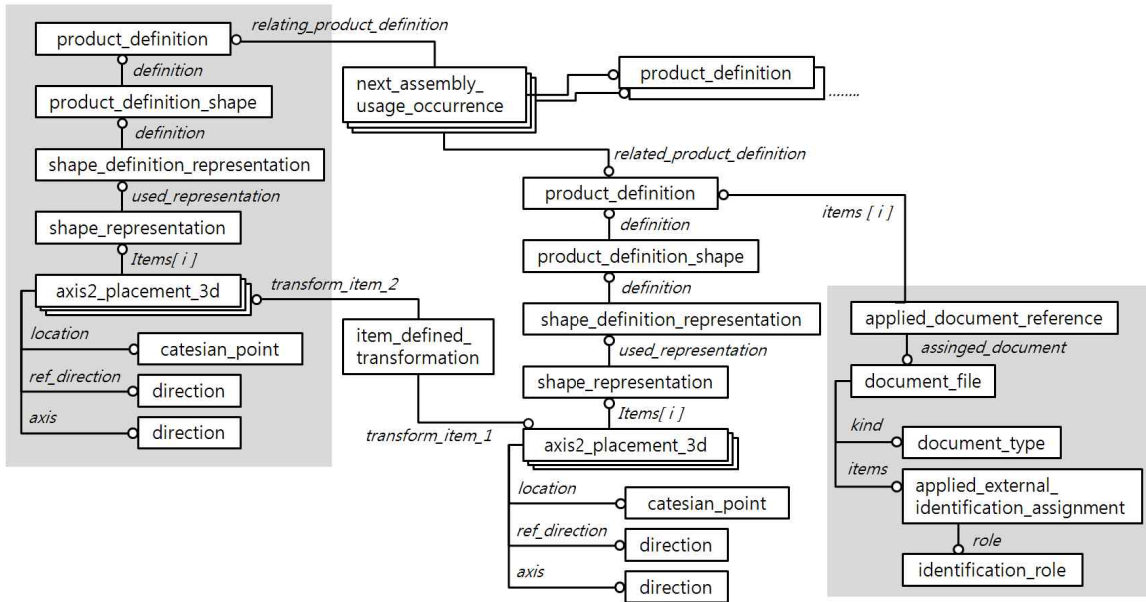 relating_product_definition
product_definition
definition
product_definition_shape
definition
shape_definition_representation
used_representation
shape_representation
Items[ i ]
axis2_placement_3d
location
catesian_point
ref_direction
direction
axis
direction
next_assembly_
usage_occurrence
product_definition
........
related_product_definition
product_definition
items [ i ]
definition
product_definition_shape
definition
shape_definition_representation
used_representation
shape_representation
Items[ i ]
axis2_placement_3d
location
catesian_point
ref_direction
direction
axis
direction
transform_item_2
item_defined_
transformation
transform_item_1
applied_document_reference
assinged_document
document_file
kind
document_type
items
applied_external_
identification_assignment
role
identification_role